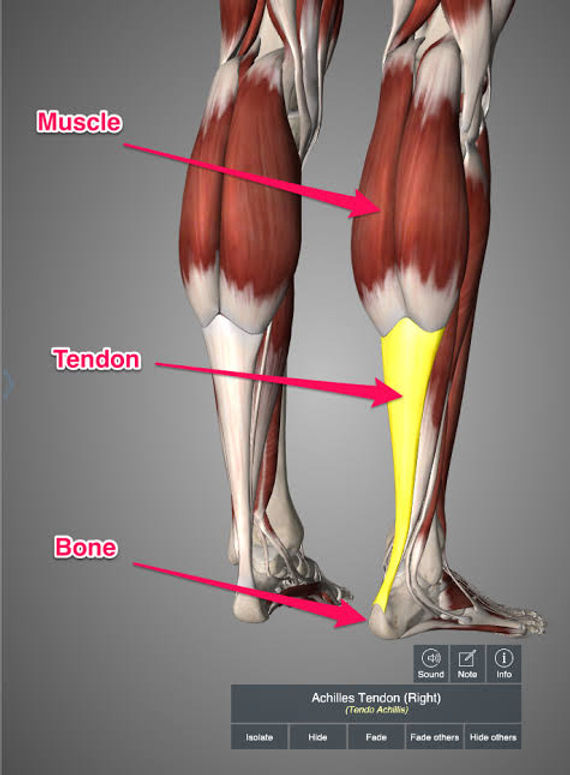 Muscle
Tendon
Bone
Sound Note Info
Achilles Tendon (Right)
(Tendo Achillis)
Isolate Hide Fade Fade others Hide others